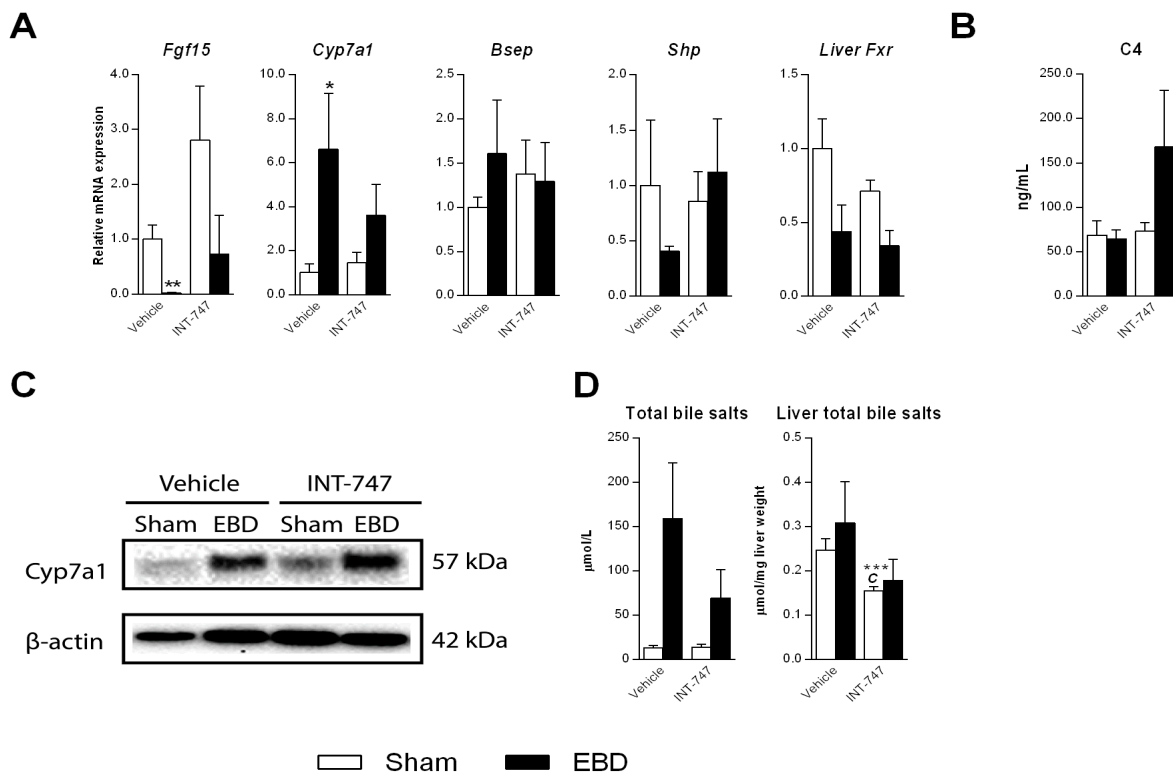 A
B
Fgf15
Cyp7a1
Bsep
Shp
Liver Fxr
C4
Relative mRNA expression
4.0
3.0
2.0
1.0
0.0
**
Vehicle
INT-747
10.0
8.0
6.0
4.0
2.0
0.0
*
Vehicle
INT-747
2.5
2.0
1.5
1.0
0.5
0.0
Vehicle
INT-747
2.0
1.5
1.0
0.5
0.0
Vehicle
INT-747
1.5
1.0
0.5
0.0
Vehicle
INT-747
ng/mL
250.0
200.0
150.0
100.0
50.0
0.0
Vehicle
INT-747
C
Vehicle INT-747
Sham EBD Sham EBD
Cyp7a1 57 kDa
β-actin 42 kDa
D
Total bile salts
μmol/L
250
200
150
100
50
0
Vehicle
INT-747
Liver total bile salts
μmol/mg liver weight
0.5
0.4
0.3
0.2
0.1
0.0
***
c
Vehicle
INT-747
Sham EBD